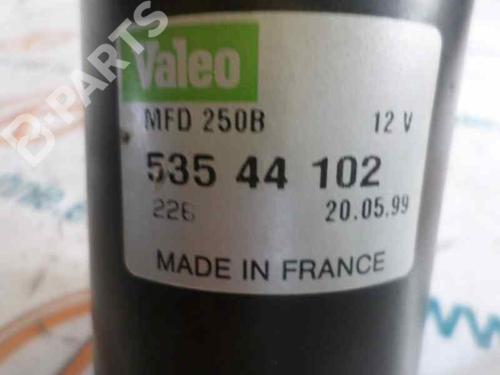 Valeo
MFD 250B 12 V
535 44 102
226 20.05.99
MADE IN FRANCE
B-PARTS